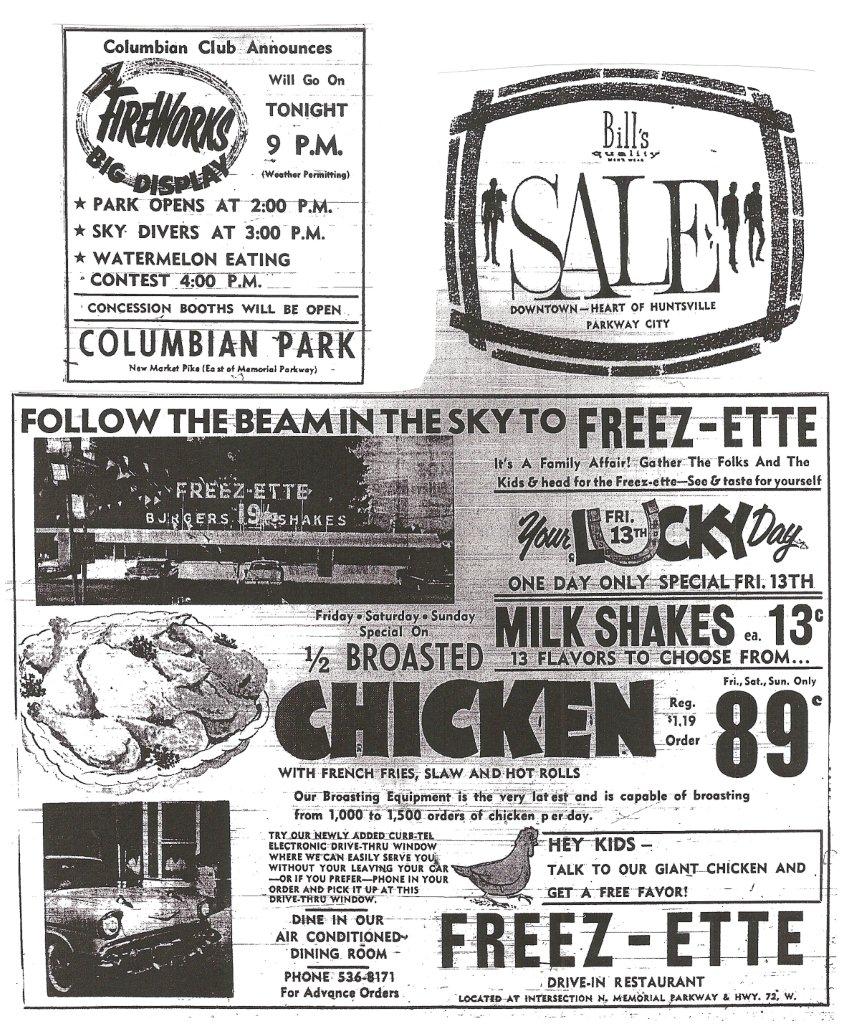 Columbian Club Announces
FIREWORKS
BIG DISPLAY
Will Go On
TONIGHT
9 P.M.
(Weather Permitting)
★ PARK OPENS AT 2:00 P.M.
★ SKY DIVERS AT 3:00 P.M.
★ WATERMELON EATING
CONTEST 4:00 P.M.
CONCESSION BOOTHS WILL BE OPEN
COLUMBIAN PARK
New Market Pike (East of Memorial Parkway)
Bill's
quality
MEN'S WEAR
SALE
DOWNTOWN—HEART OF HUNTSVILLE
PARKWAY CITY
FOLLOW THE BEAM IN THE SKY TO FREEZ-ETTE
FREEZ-ETTE
BURGERS 19¢ SHAKES
It's A Family Affair! Gather The Folks And The
Kids & head for the Freez-ette—See & taste for yourself
Your LUCKY Day
FRI.
13TH
ONE DAY ONLY SPECIAL FRI. 13TH
MILK SHAKES ea. 13¢
13 FLAVORS TO CHOOSE FROM...
Friday • Saturday • Sunday
Special On
½ BROASTED
CHICKEN
Reg.
$1.19
Order
Fri., Sat., Sun. Only
89¢
WITH FRENCH FRIES, SLAW AND HOT ROLLS
Our Broasting Equipment is the very latest and is capable of broasting
from 1,000 to 1,500 orders of chicken per day.
TRY OUR NEWLY ADDED CURB-TEL
ELECTRONIC DRIVE-THRU WINDOW
WHERE WE CAN EASILY SERVE YOU
WITHOUT YOUR LEAVING YOUR CAR
—OR IF YOU PREFER—PHONE IN YOUR
ORDER AND PICK IT UP AT THIS
DRIVE-THRU WINDOW.
DINE IN OUR
AIR CONDITIONED
DINING ROOM
PHONE 536-8171
For Advance Orders
HEY KIDS —
TALK TO OUR GIANT CHICKEN AND
GET A FREE FAVOR!
FREEZ-ETTE
DRIVE-IN RESTAURANT
LOCATED AT INTERSECTION N. MEMORIAL PARKWAY & HWY. 72, W.